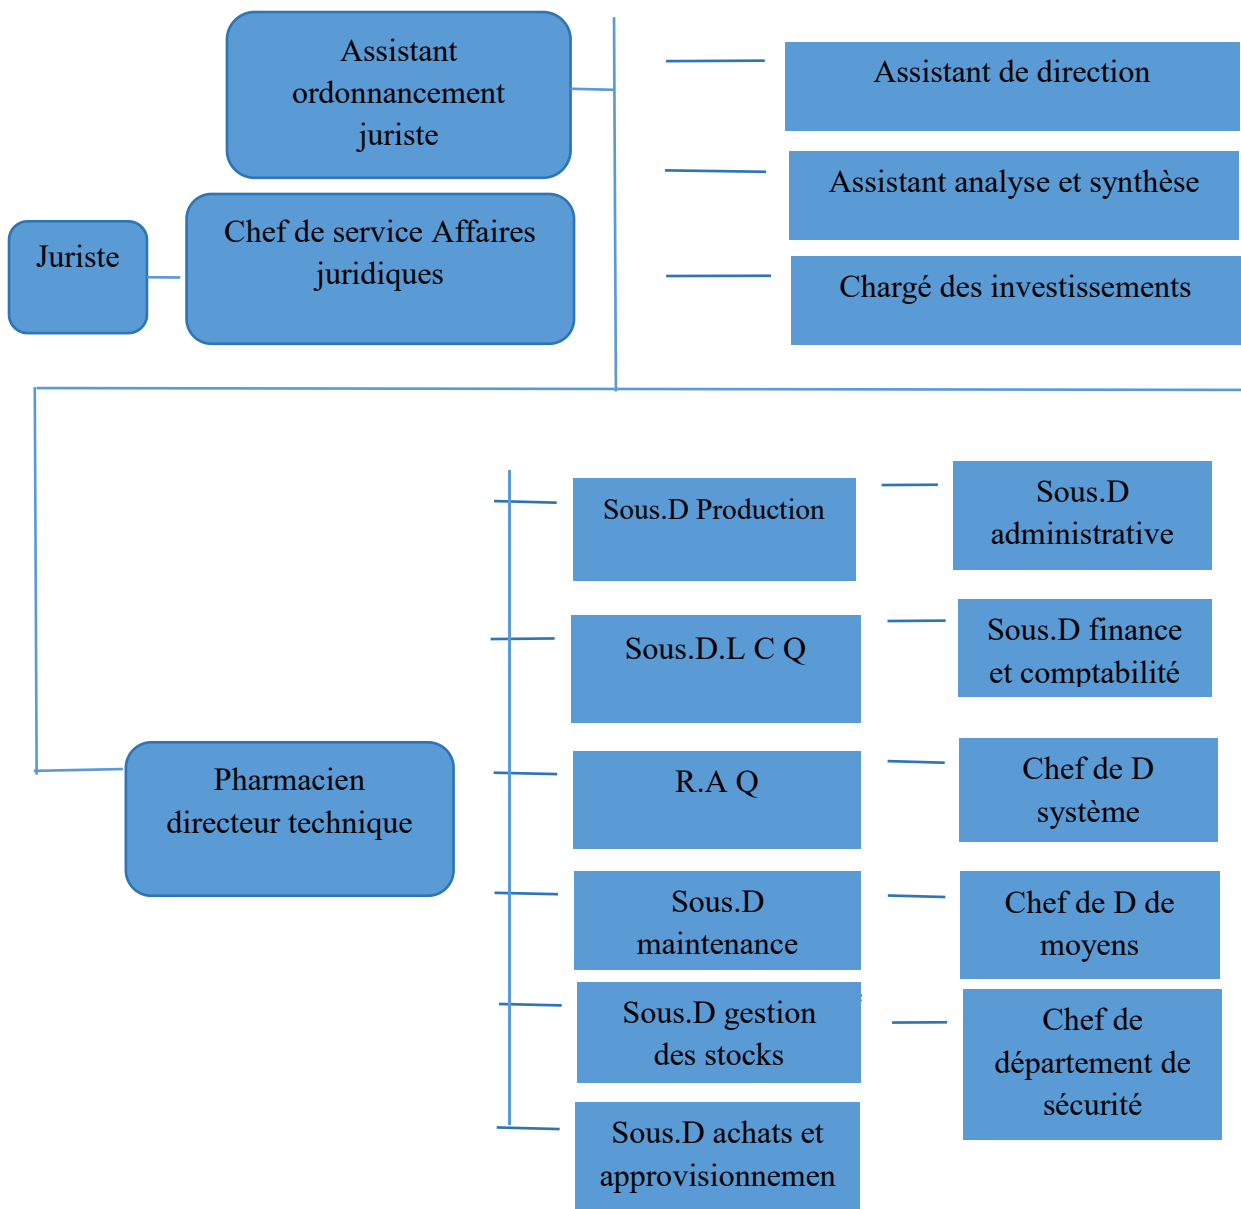 Assistant
ordonnancement
juriste
Assistant de direction
Assistant analyse et synthèse
Juriste
Chef de service Affaires
juridiques
Chargé des investissements
Sous.D Production
Sous.D
administrative
Sous.D.L C Q
Sous.D finance
et comptabilité
Pharmacien
directeur technique
R.A Q
Chef de D
système
Sous.D
maintenance
Chef de D de
moyens
Sous.D gestion
des stocks
Chef de
département de
sécurité
Sous.D achats et
approvisionnemen